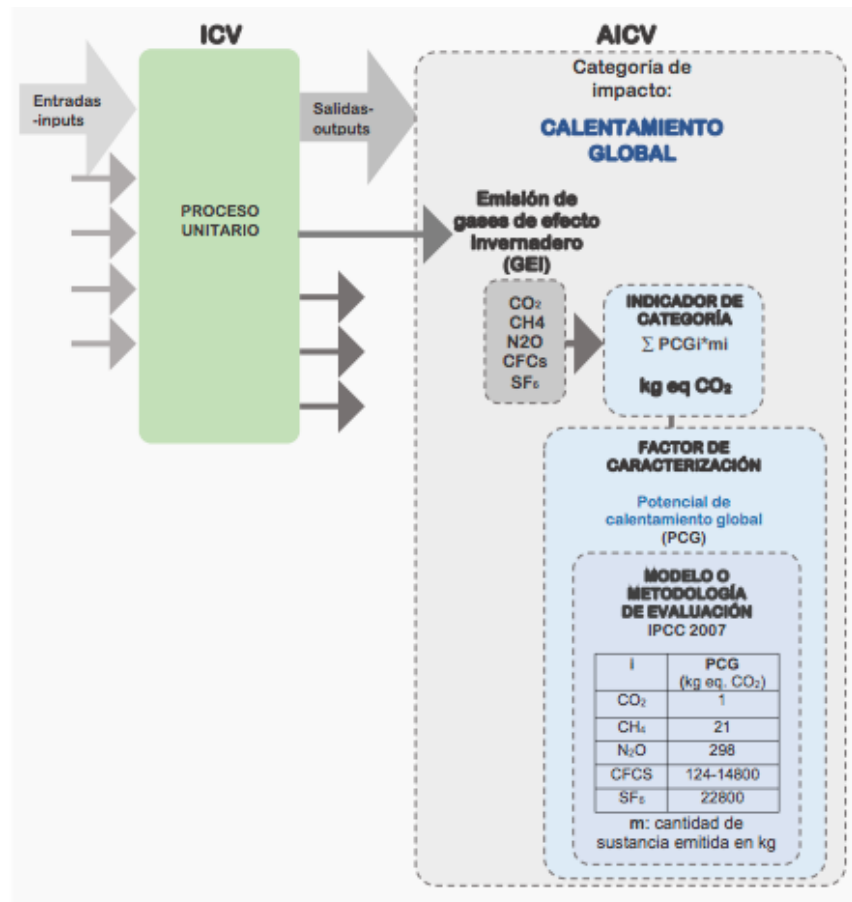 ICV
AICV
Entradas
-inputs
PROCESO
UNITARIO
Salidas-
outputs
Categoría de
impacto:
CALENTAMIENTO
GLOBAL
Emisión de
gases de efecto
invernadero
(GEI)
CO₂
CH4
N2O
CFCs
SF₆
INDICADOR DE
CATEGORÍA
∑ PCGi*mi
kg eq CO₂
FACTOR DE
CARACTERIZACIÓN
Potencial de
calentamiento global
(PCG)
MODELO O
METODOLOGÍA
DE EVALUACIÓN
IPCC 2007
i PCG
(kg eq. CO₂)
CO₂ 1
CH₄ 21
N₂O 298
CFCS 124-14800
SF₆ 22800
m: cantidad de
sustancia emitida en kg